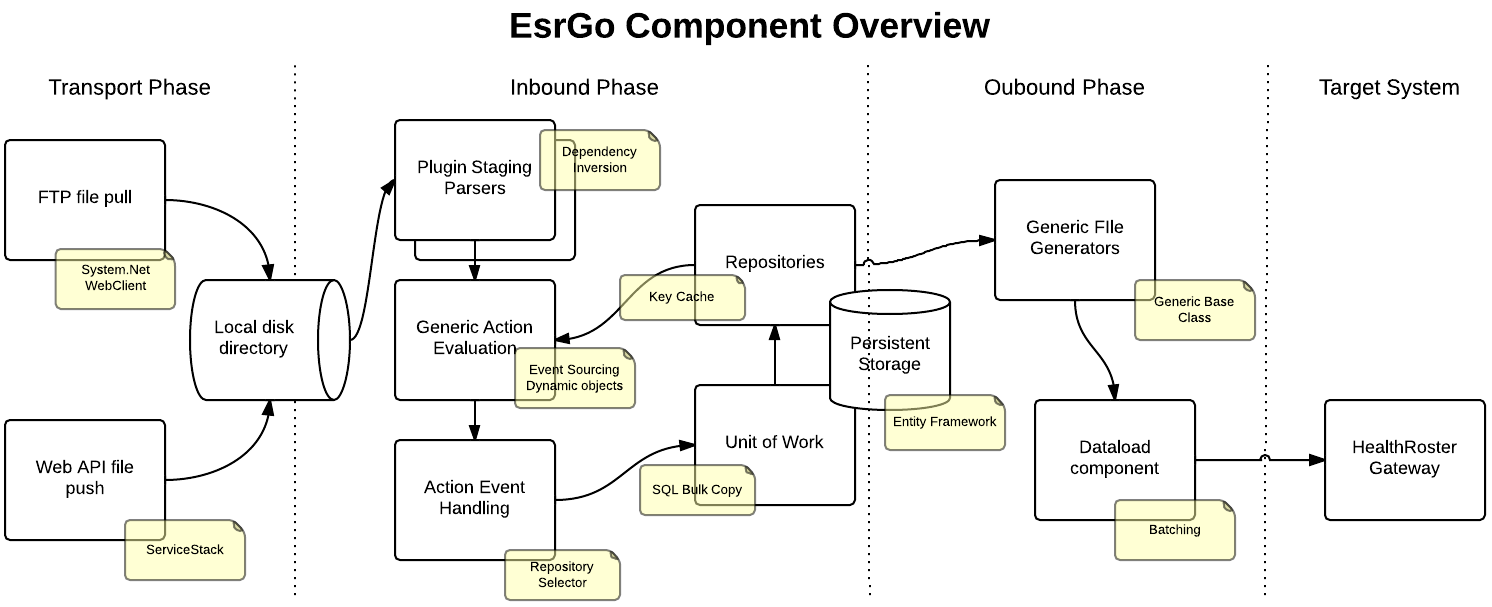 EsrGo Component Overview
Transport Phase
Inbound Phase
Oubound Phase
Target System
FTP file pull
System.Net
WebClient
Local disk
directory
Web API file
push
ServiceStack
Plugin Staging
Parsers
Dependency
Inversion
Generic Action
Evaluation
Event Sourcing
Dynamic objects
Action Event
Handling
Repository
Selector
Repositories
Key Cache
Unit of Work
SQL Bulk Copy
Persistent
Storage
Entity Framework
Generic FIle
Generators
Generic Base
Class
Dataload
component
Batching
HealthRoster
Gateway